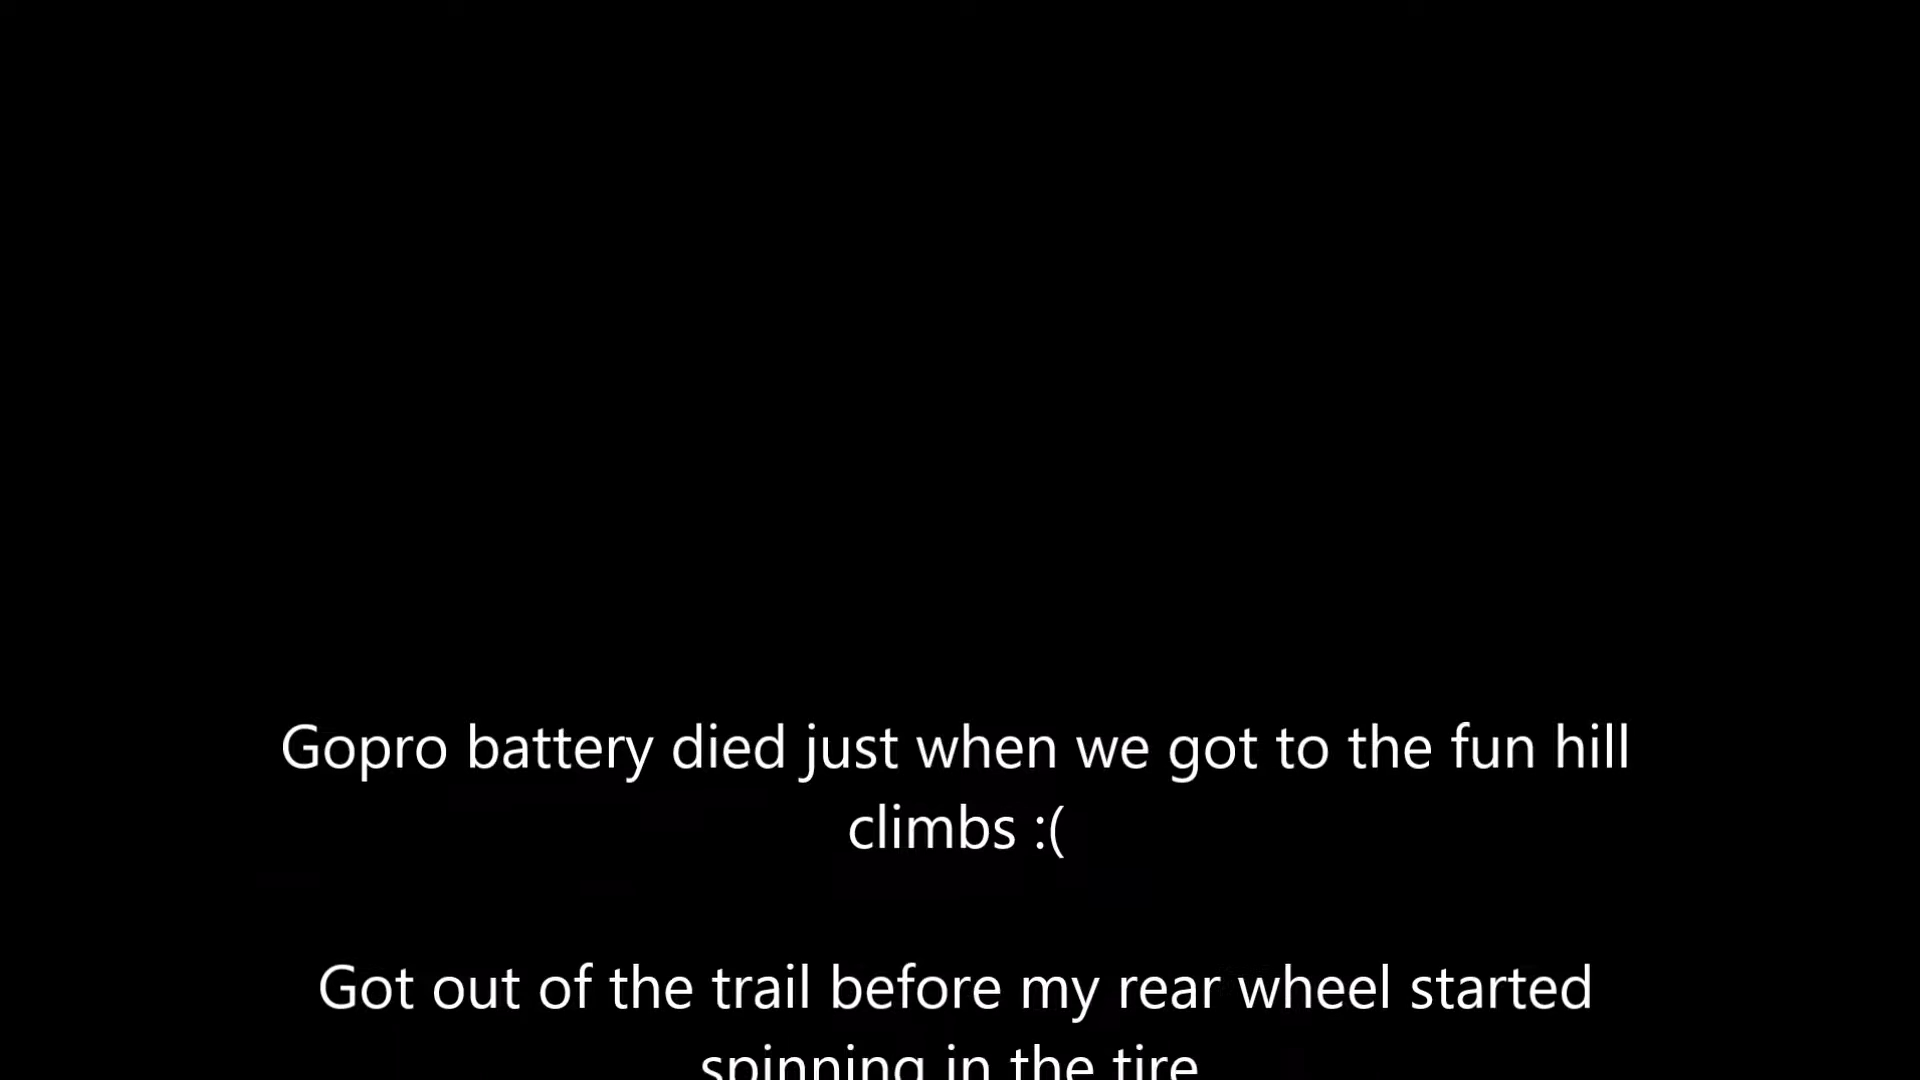 Gopro battery died just when we got to the fun hill
climbs :(
Got out of the trail before my rear wheel started
spinning in the tire